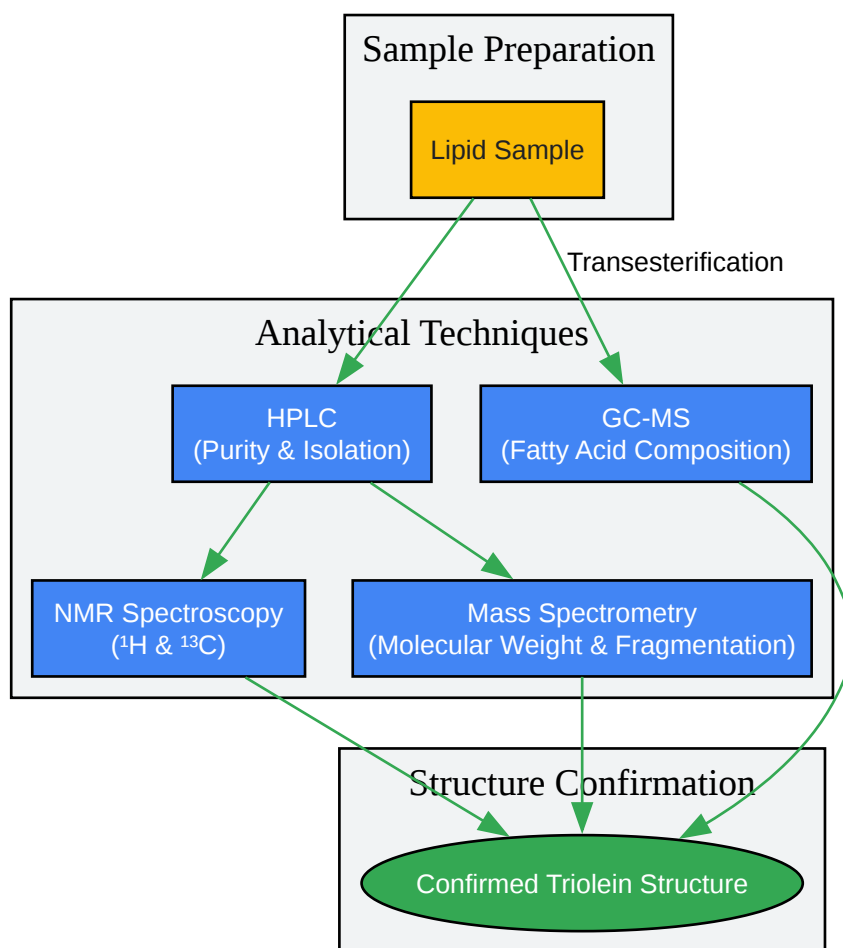 Sample Preparation
Lipid Sample
Transesterification
Analytical Techniques
HPLC
(Purity & Isolation)
GC-MS
(Fatty Acid Composition)
NMR Spectroscopy
(¹H & ¹³C)
Mass Spectrometry
(Molecular Weight & Fragmentation)
Structure Confirmation
Confirmed Triolein Structure